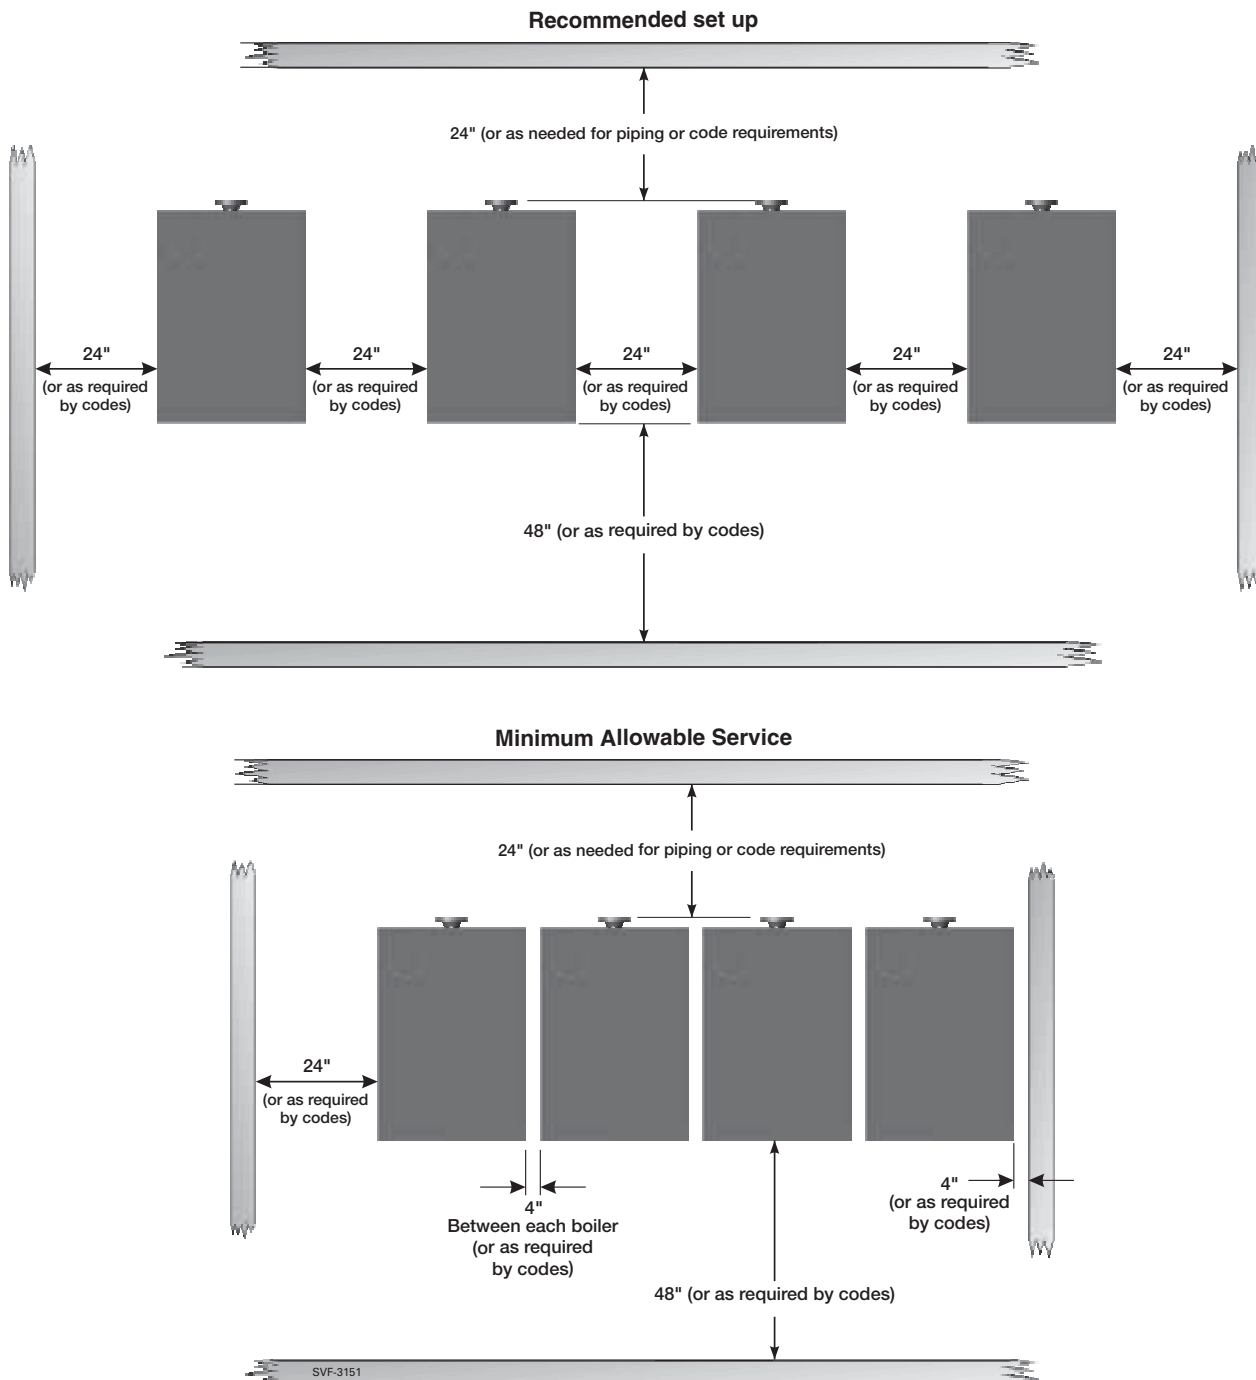 Recommended set up
24" (or as needed for piping or code requirements)
24"
(or as required
by codes)
24"
(or as required
by codes)
24"
(or as required
by codes)
24"
(or as required
by codes)
24"
(or as required
by codes)
48" (or as required by codes)
Minimum Allowable Service
24" (or as needed for piping or code requirements)
24"
(or as required
by codes)
4"
Between each boiler
(or as required
by codes)
4"
(or as required
by codes)
48" (or as required by codes)
SVF-3151